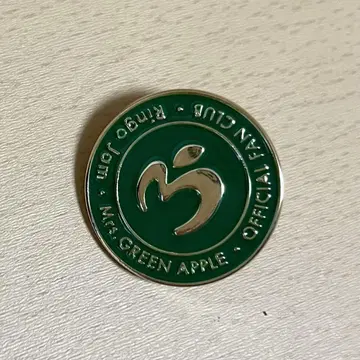 Mrs. GREEN APPLE · OFFICIAL FAN CLUB · Ringo Jam ·